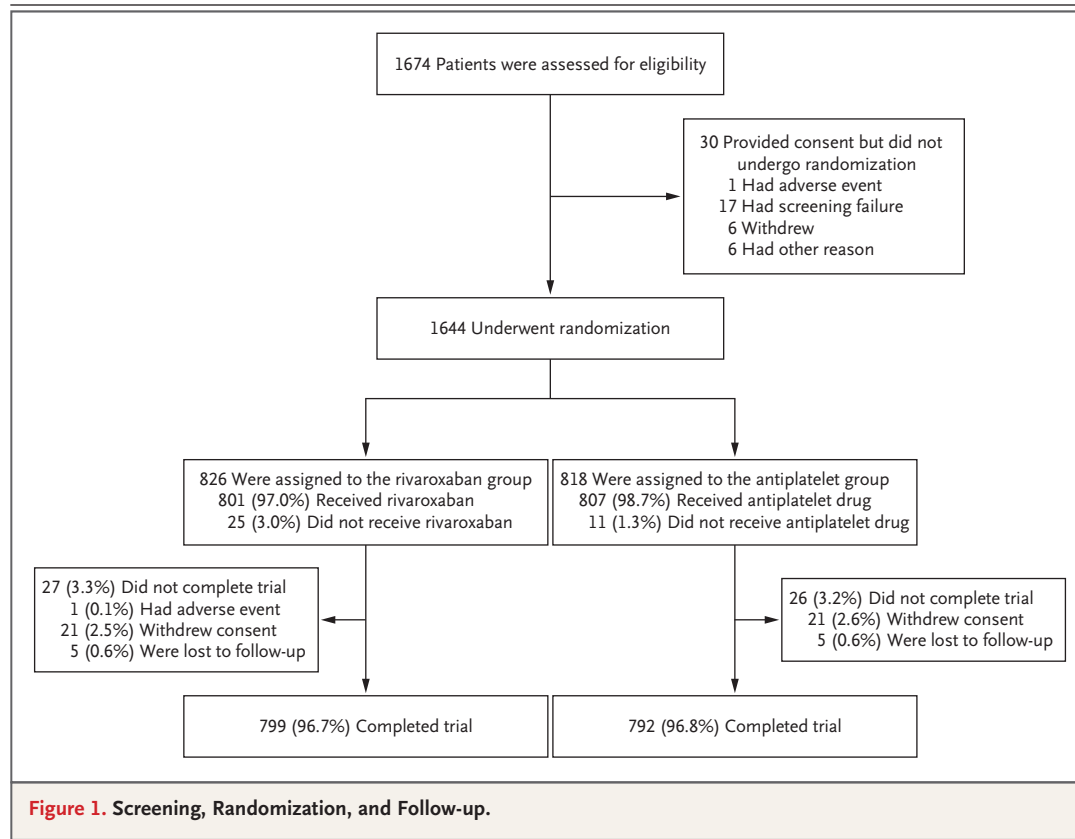 1674 Patients were assessed for eligibility
30 Provided consent but did not
undergo randomization
1 Had adverse event
17 Had screening failure
6 Withdrew
6 Had other reason
1644 Underwent randomization
826 Were assigned to the rivaroxaban group
801 (97.0%) Received rivaroxaban
25 (3.0%) Did not receive rivaroxaban
818 Were assigned to the antiplatelet group
807 (98.7%) Received antiplatelet drug
11 (1.3%) Did not receive antiplatelet drug
27 (3.3%) Did not complete trial
1 (0.1%) Had adverse event
21 (2.5%) Withdrew consent
5 (0.6%) Were lost to follow-up
26 (3.2%) Did not complete trial
21 (2.6%) Withdrew consent
5 (0.6%) Were lost to follow-up
799 (96.7%) Completed trial
792 (96.8%) Completed trial
Figure 1. Screening, Randomization, and Follow-up.